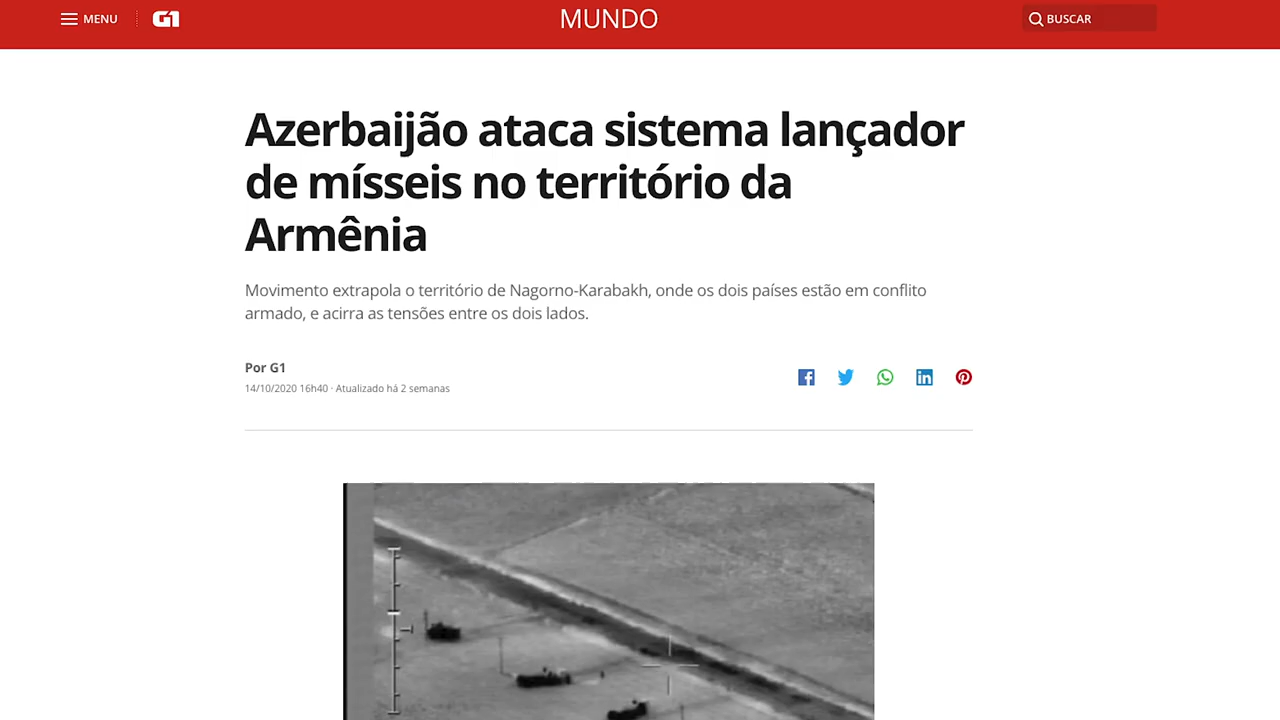 MENU
G1
MUNDO
BUSCAR
Azerbaijão ataca sistema lançador
de mísseis no território da
Armênia
Movimento extrapola o território de Nagorno-Karabakh, onde os dois países estão em conflito
armado, e acirra as tensões entre os dois lados.
Por G1
14/10/2020 16h40 · Atualizado há 2 semanas